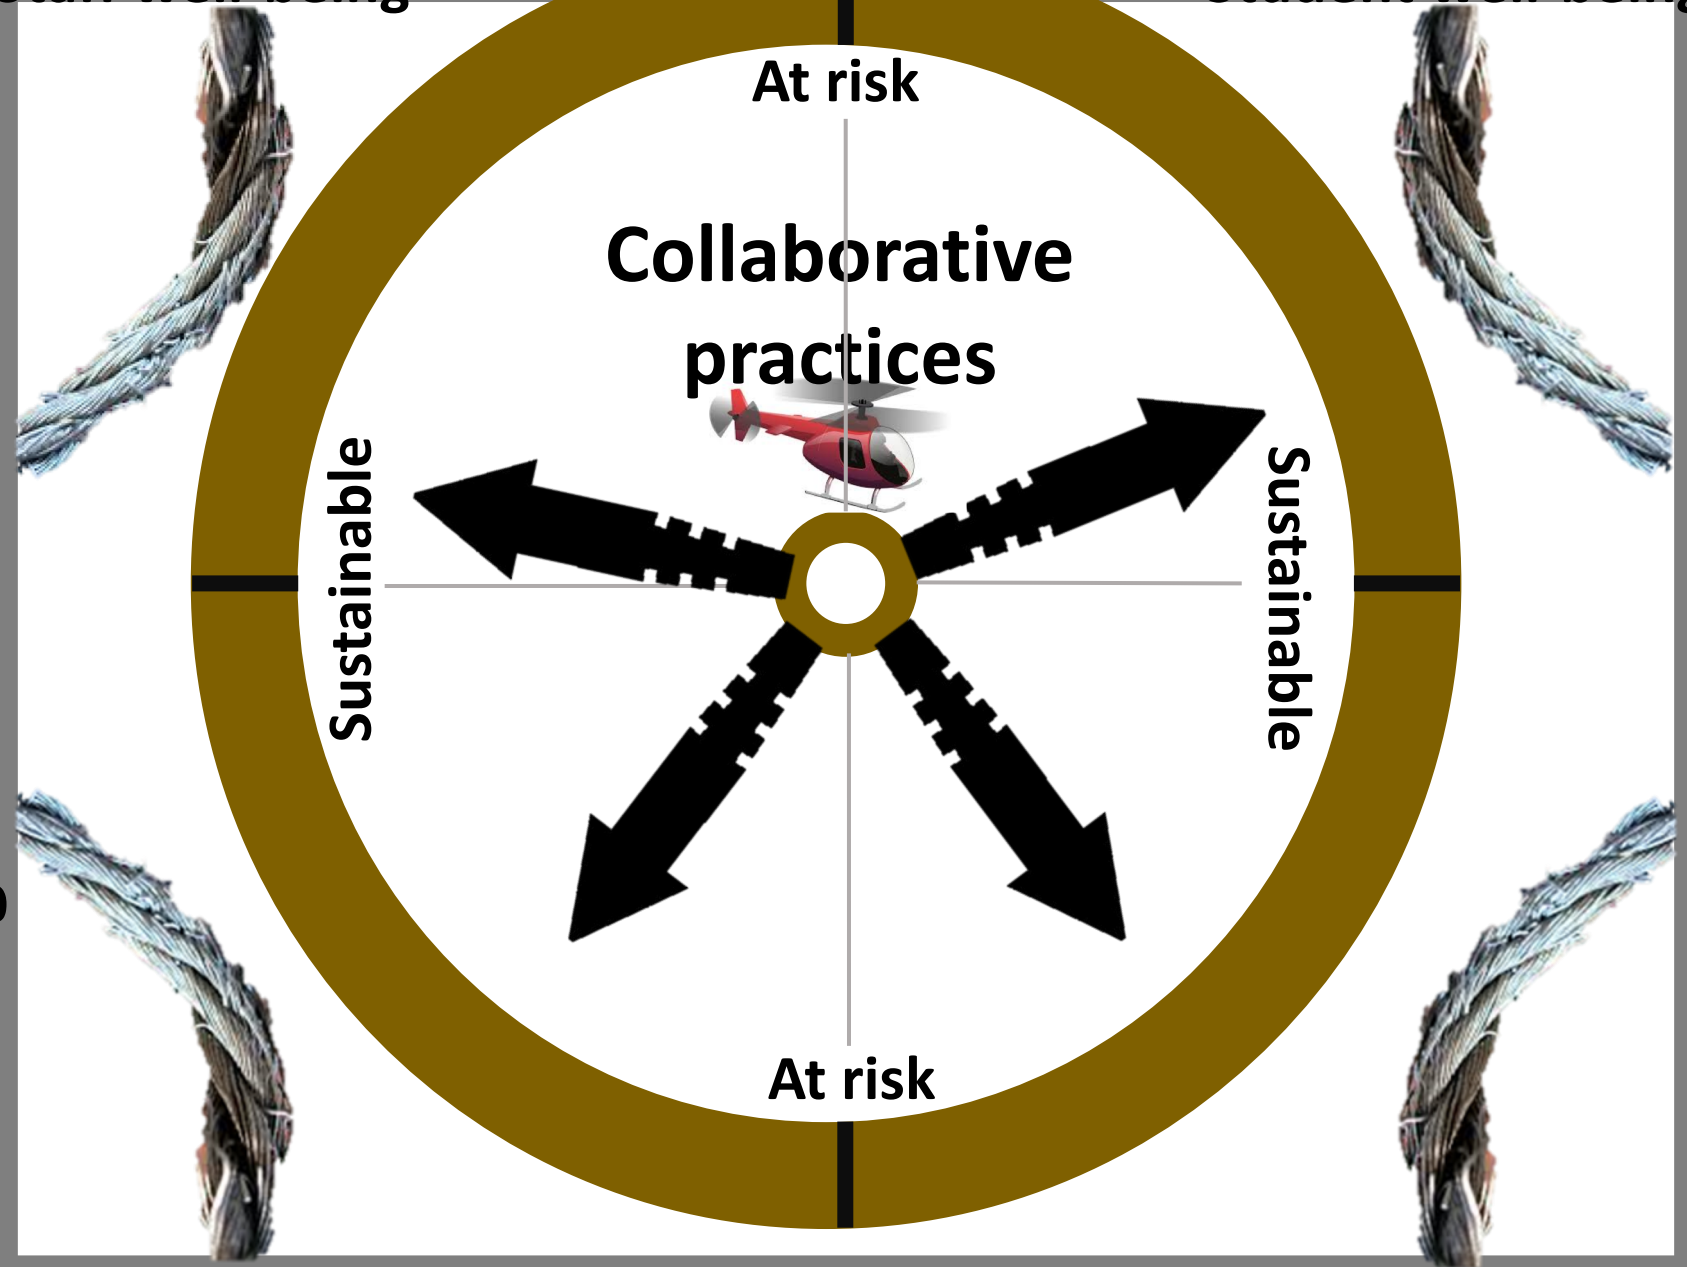 At risk
Collaborative
practices
Sustainable
Sustainable
At risk